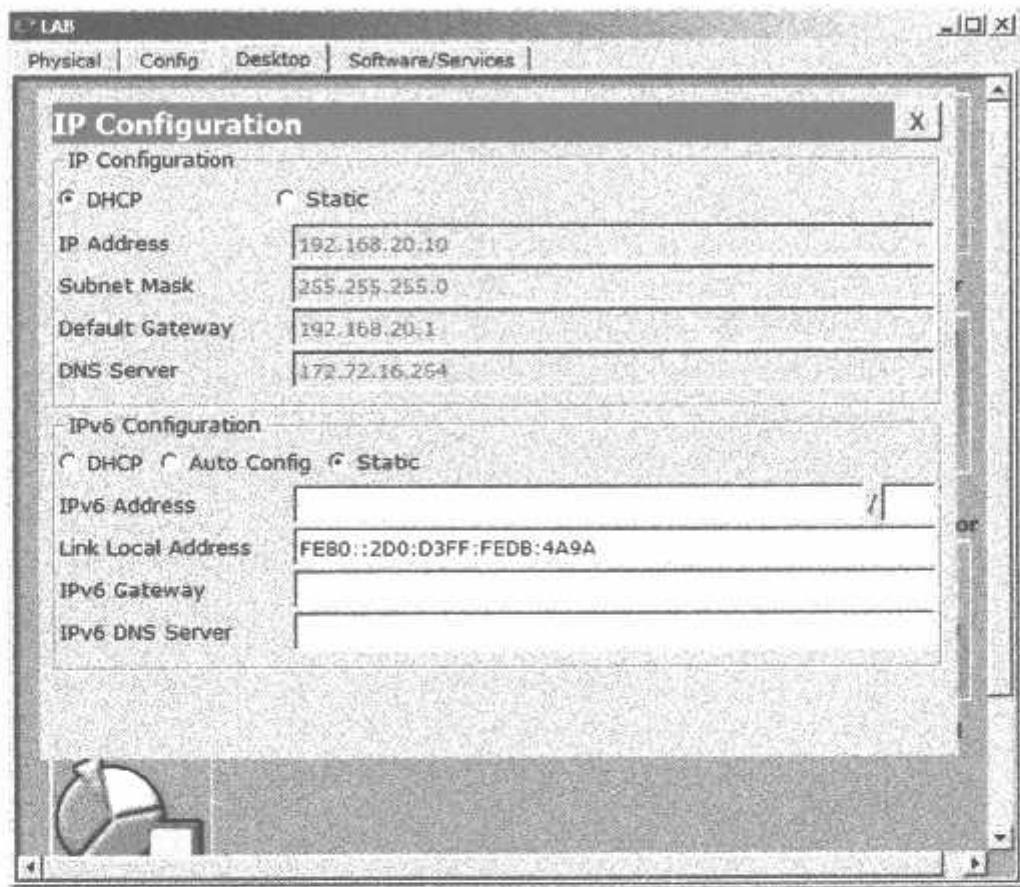 LAB
Physical Config Desktop Software/Services
IP Configuration X
IP Configuration
DHCP Static
IP Address 192.168.20.10
Subnet Mask 255.255.255.0
Default Gateway 192.168.20.1
DNS Server 172.72.16.254
IPv6 Configuration
DHCP Auto Config Static
IPv6 Address /
Link Local Address FE80::2D0:D3FF:FEDB:4A9A
IPv6 Gateway
IPv6 DNS Server
r
or